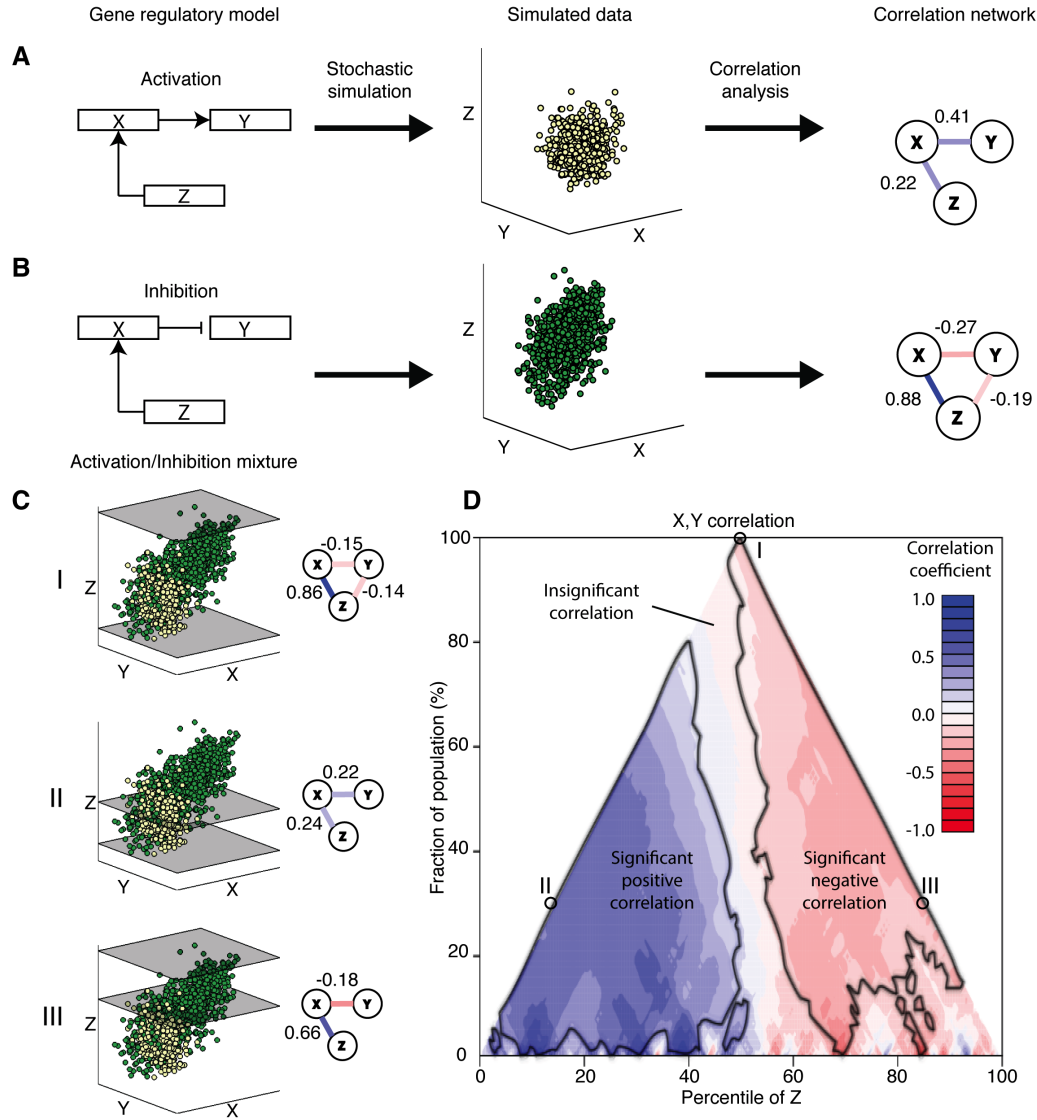 Gene regulatory model
Simulated data
Correlation network
A
Activation
X
Y
Z
Stochastic
simulation
Z
Y
X
Correlation
analysis
0.41
X
Y
0.22
Z
B
Inhibition
X
Y
Z
Z
Y
X
-0.27
X
Y
0.88
-0.19
Z
Activation/Inhibition mixture
C
I
Z
Y
X
-0.15
X
Y
0.86
-0.14
Z
II
Z
Y
X
0.22
X
Y
0.24
Z
III
Z
Y
X
-0.18
X
Y
0.66
Z
D
X,Y correlation
I
Insignificant
correlation
Correlation
coefficient
1.0
0.5
0.0
-0.5
-1.0
Significant
positive
correlation
Significant
negative
correlation
II
III
Fraction of population (%)
100
80
60
40
20
0
0
20
40
60
80
100
Percentile of Z